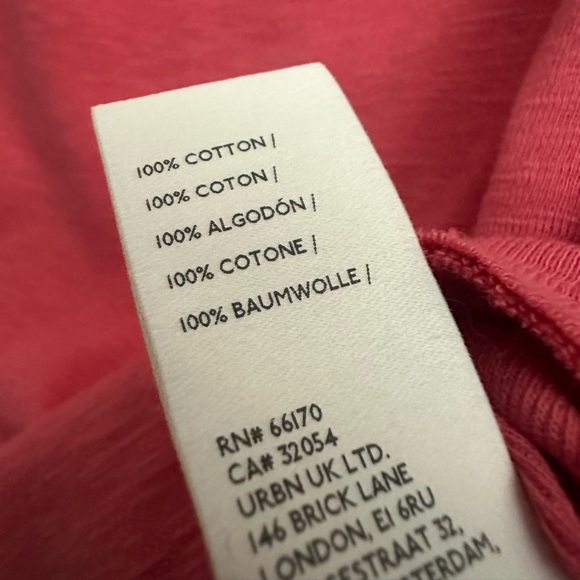 100% COTTON |
100% COTON |
100% ALGODÓN |
100% COTONE |
100% BAUMWOLLE |
RN# 66170
CA# 32054
URBN UK LTD.
146 BRICK LANE
LONDON, E1 6RU
32,